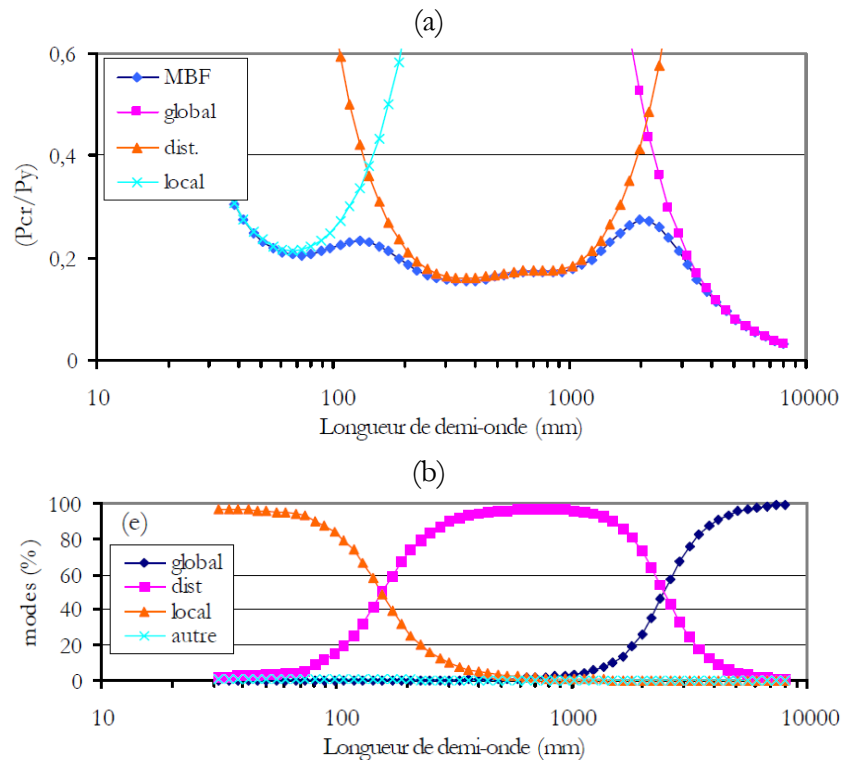 (a)
0,6
MBF
global
dist.
local
0,4
0,2
0
(Pcr/Py)
10
100
1000
10000
Longueur de demi-onde (mm)
(b)
100
80
60
40
20
0
modes (%)
(e)
global
dist
local
autre
10
100
1000
10000
Longueur de demi-onde (mm)